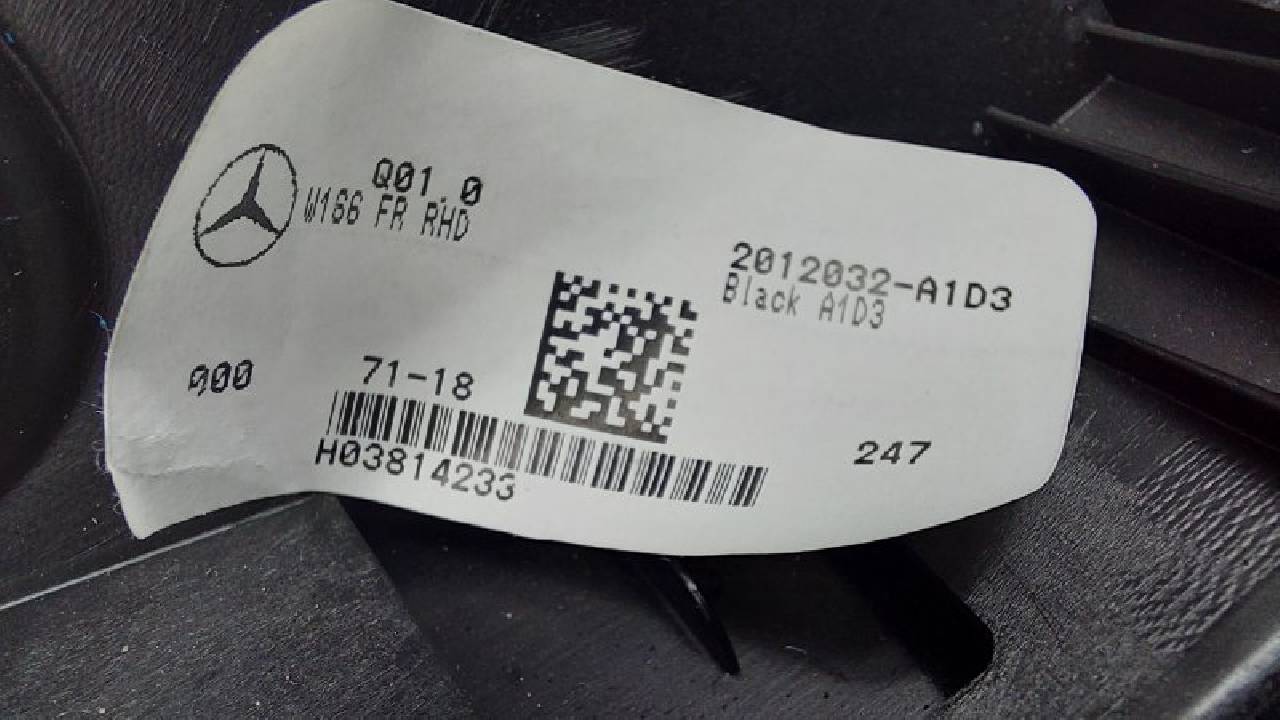 Q01.0
W166 FR RHD
2012032-A1D3
Black A1D3
000
71-18
H03814233
247